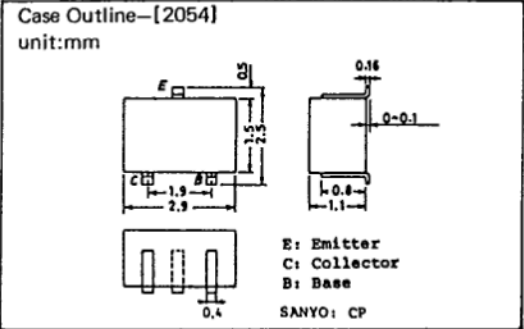 Case Outline—[2054]
unit:mm
E
0.5
1.5
2.5
C
B
1.9
2.9
0.16
0~0.1
0.8
1.1
0.4
E: Emitter
C: Collector
B: Base
SANYO: CP